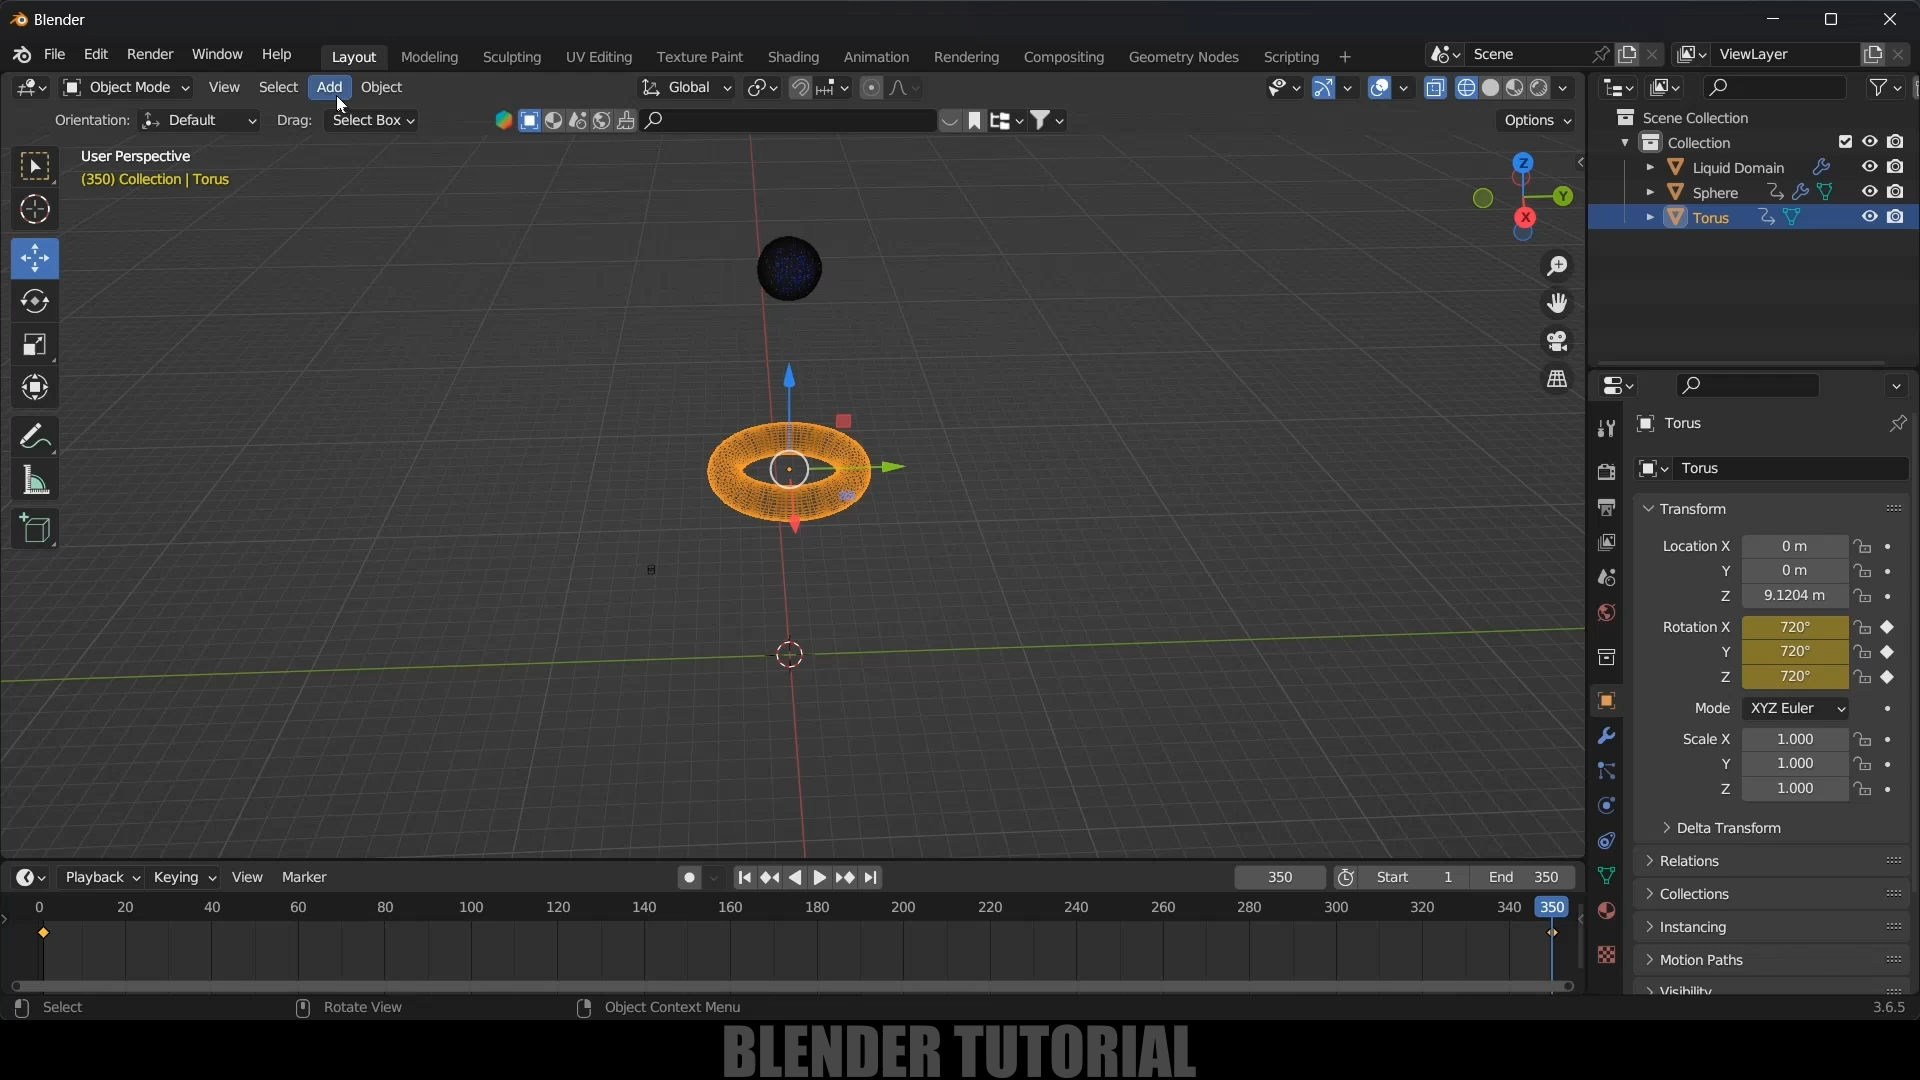 Blender
File Edit Render Window Help Layout Modeling Sculpting UV Editing Texture Paint Shading Animation Rendering Compositing Geometry Nodes Scripting + Scene ViewLayer
Object Mode View Select Add Object Global
Orientation: Default Drag: Select Box Options
User Perspective
(350) Collection | Torus
Z
Y
X
Scene Collection
Collection
Liquid Domain
Sphere
Torus
Torus
Torus
Transform
Location X 0 m
Y 0 m
Z 9.1204 m
Rotation X 720°
Y 720°
Z 720°
Mode XYZ Euler
Scale X 1.000
Y 1.000
Z 1.000
Delta Transform
Relations
Collections
Instancing
Motion Paths
Visibility
Playback Keying View Marker 350 Start 1 End 350
0 20 40 60 80 100 120 140 160 180 200 220 240 260 280 300 320 340 350
Select Rotate View Object Context Menu 3.6.5
BLENDER TUTORIAL